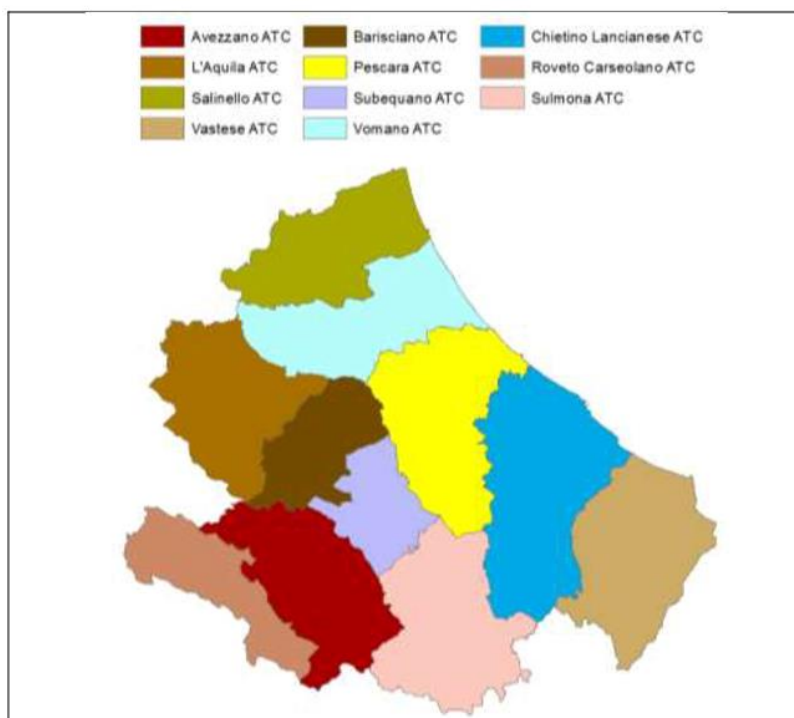 Avezzano ATC Barisciano ATC Chietino Lancianese ATC
L'Aquila ATC Pescara ATC Roveto Carseolano ATC
Salinello ATC Subequano ATC Sulmona ATC
Vastese ATC Vomano ATC